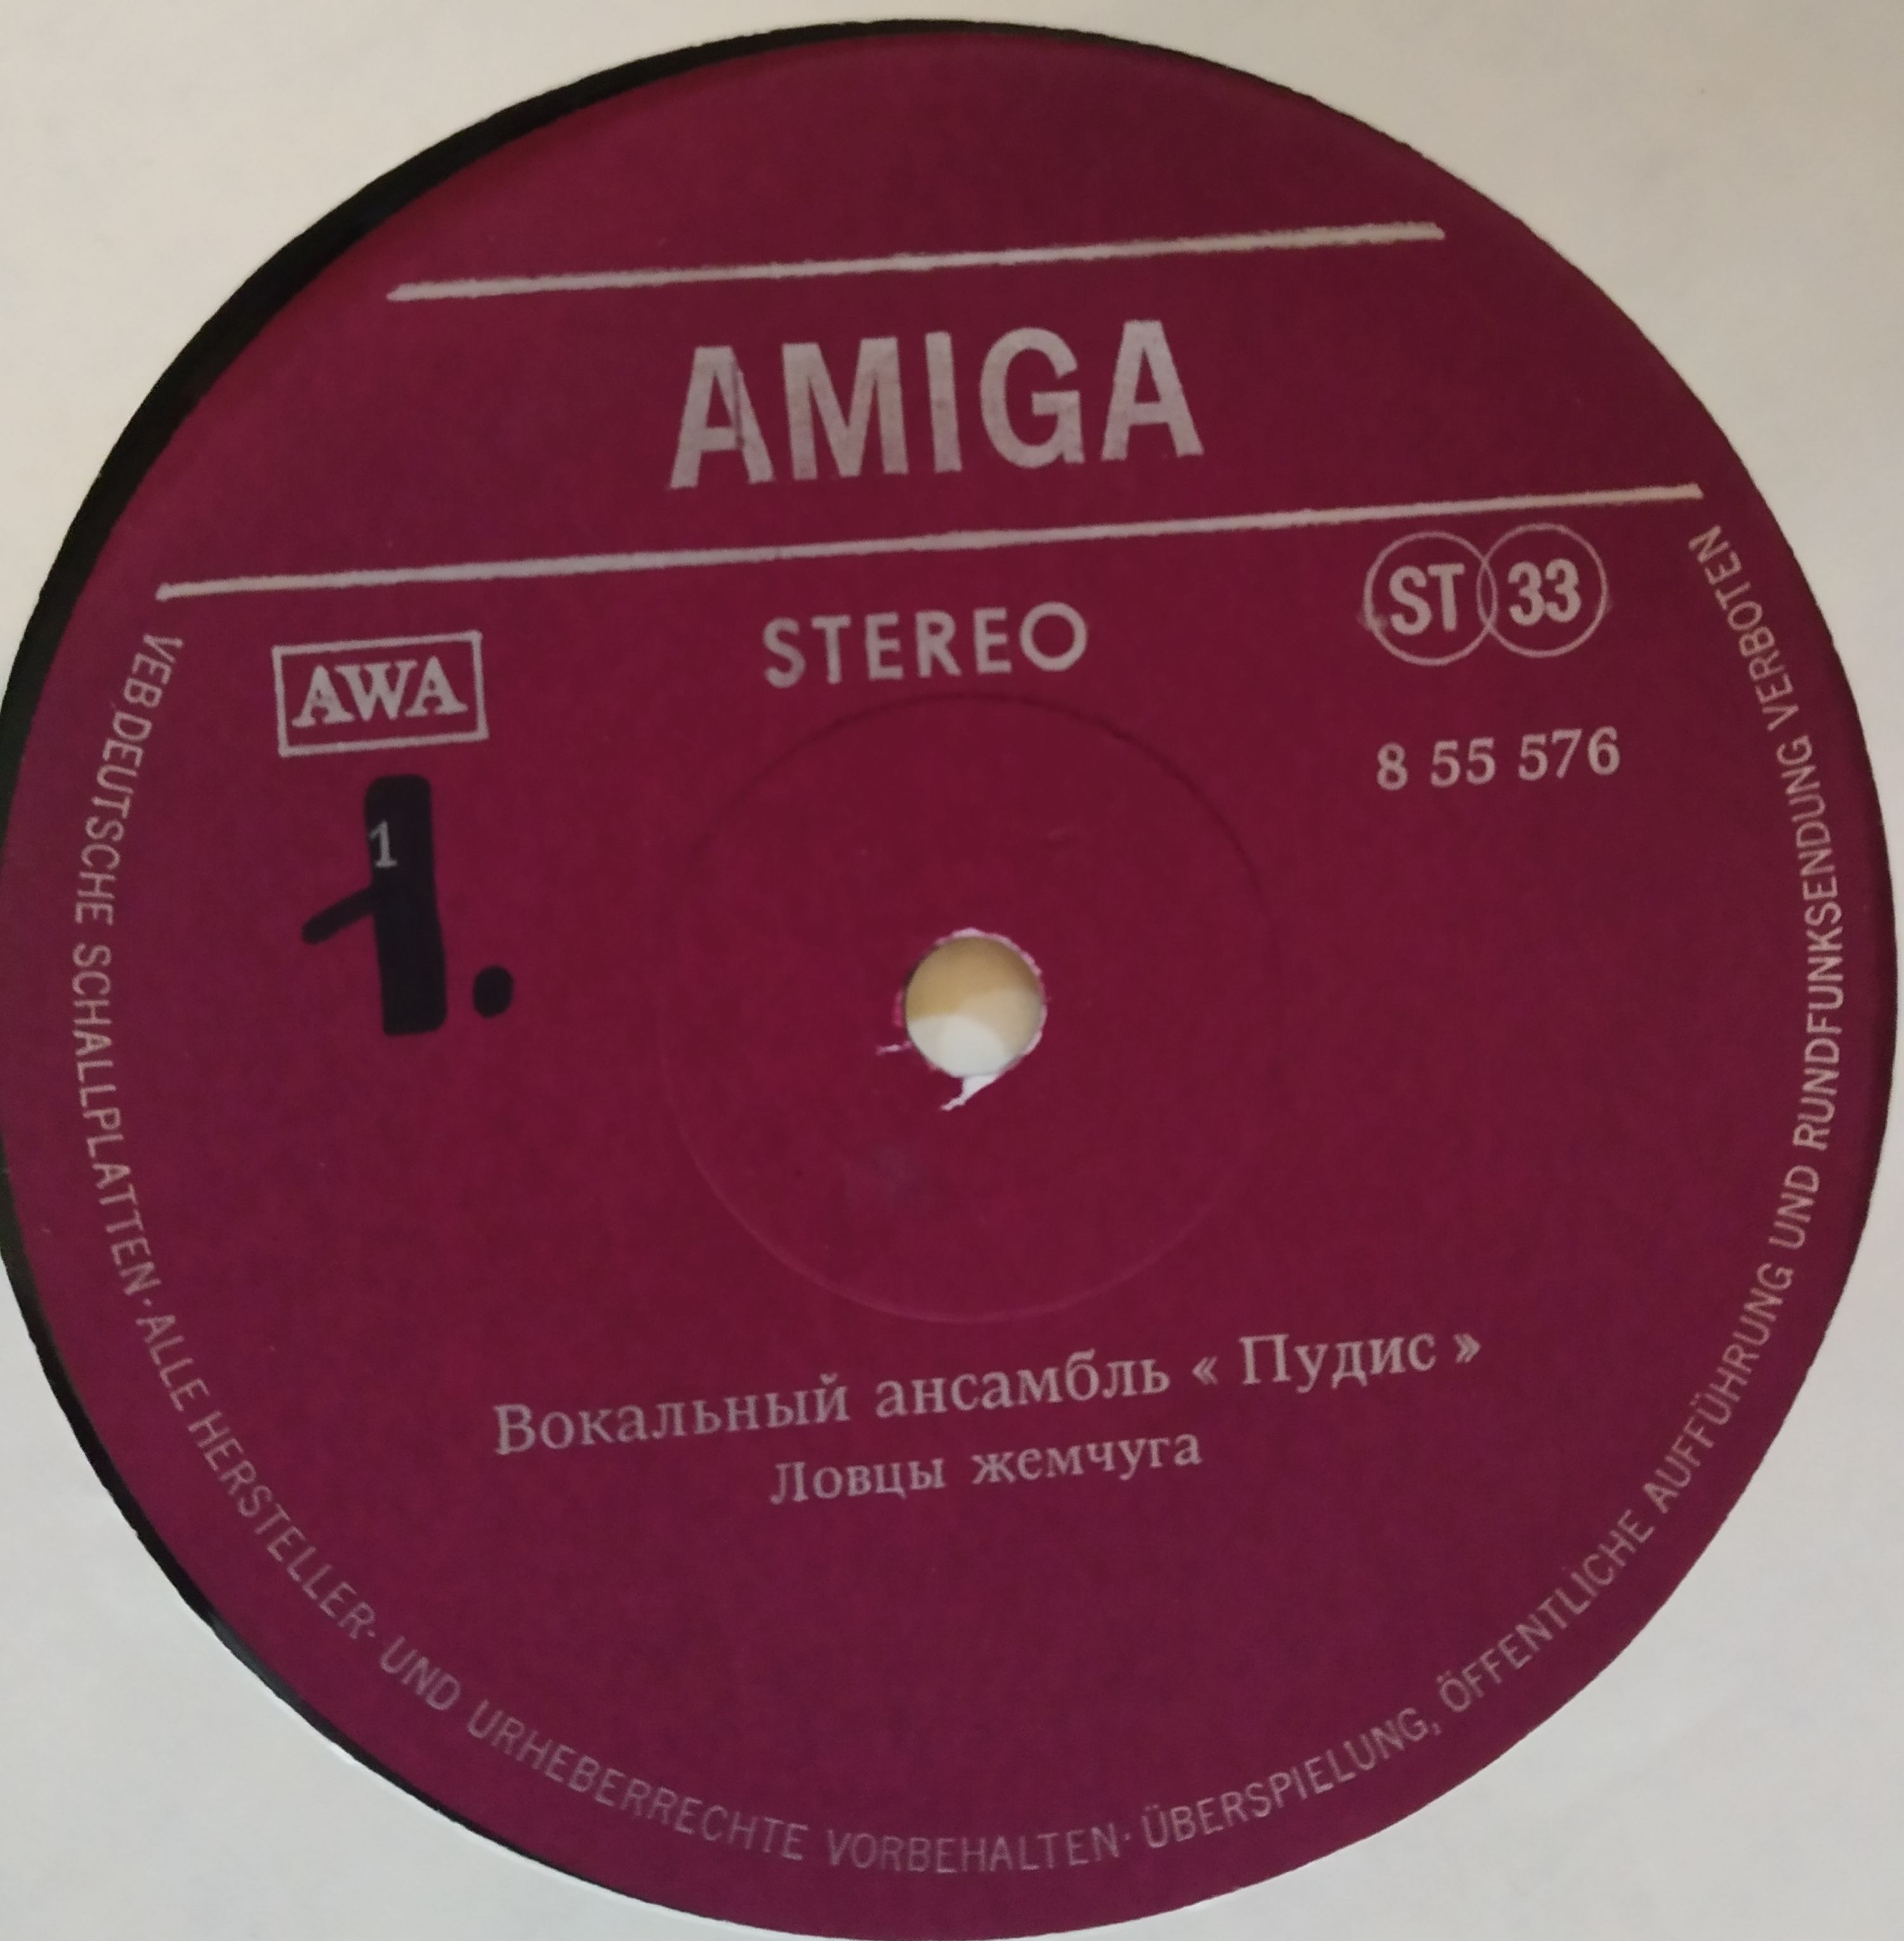 AMIGA
STEREO
ST 33
AWA
8 55 576
1
1.
Вокальный ансамбль « Пудис »
Ловцы жемчуга
VEB DEUTSCHE SCHALLPLATTEN · ALLE HERSTELLER- UND URHEBERRECHTE VORBEHALTEN · ÜBERSPIELUNG, ÖFFENTLICHE AUFFÜHRUNG UND RUNDFUNKSENDUNG VERBOTEN